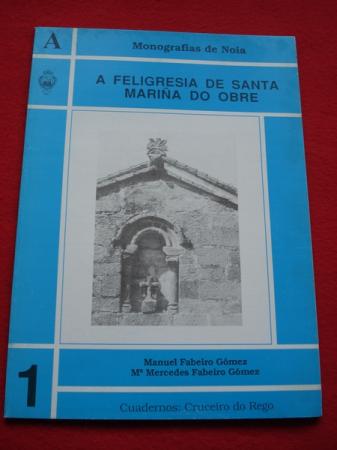 A
Monografias de Noia
A FELIGRESIA DE SANTA
MARIÑA DO OBRE
Manuel Fabeiro Gómez
Mª Mercedes Fabeiro Gómez
1
Cuadernos: Cruceiro do Rego